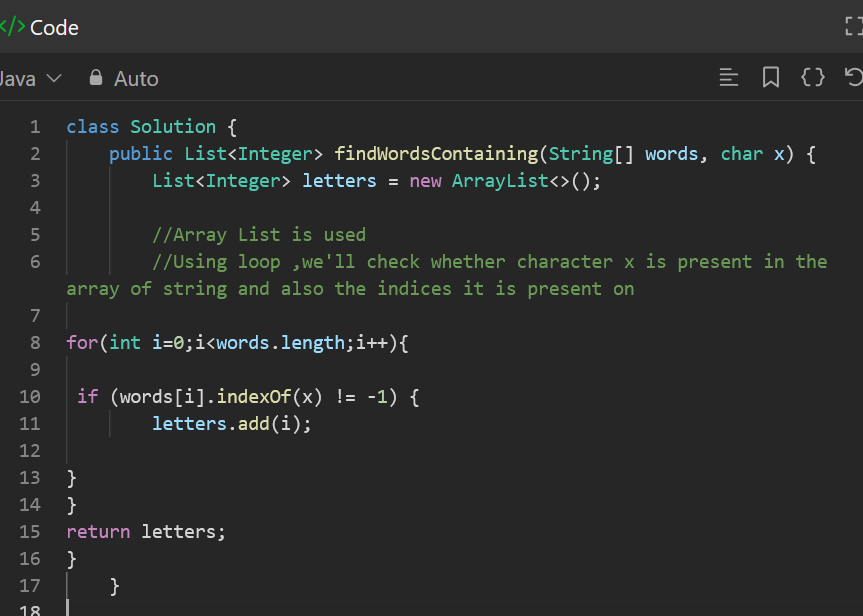 </> Code
Java Auto
1 class Solution {
2 public List<Integer> findWordsContaining(String[] words, char x) {
3 List<Integer> letters = new ArrayList<>();
4
5 //Array List is used
6 //Using loop ,we'll check whether character x is present in the
array of string and also the indices it is present on
7
8 for(int i=0;i<words.length;i++){
9
10 if (words[i].indexOf(x) != -1) {
11 letters.add(i);
12
13 }
14 }
15 return letters;
16 }
17 }
18